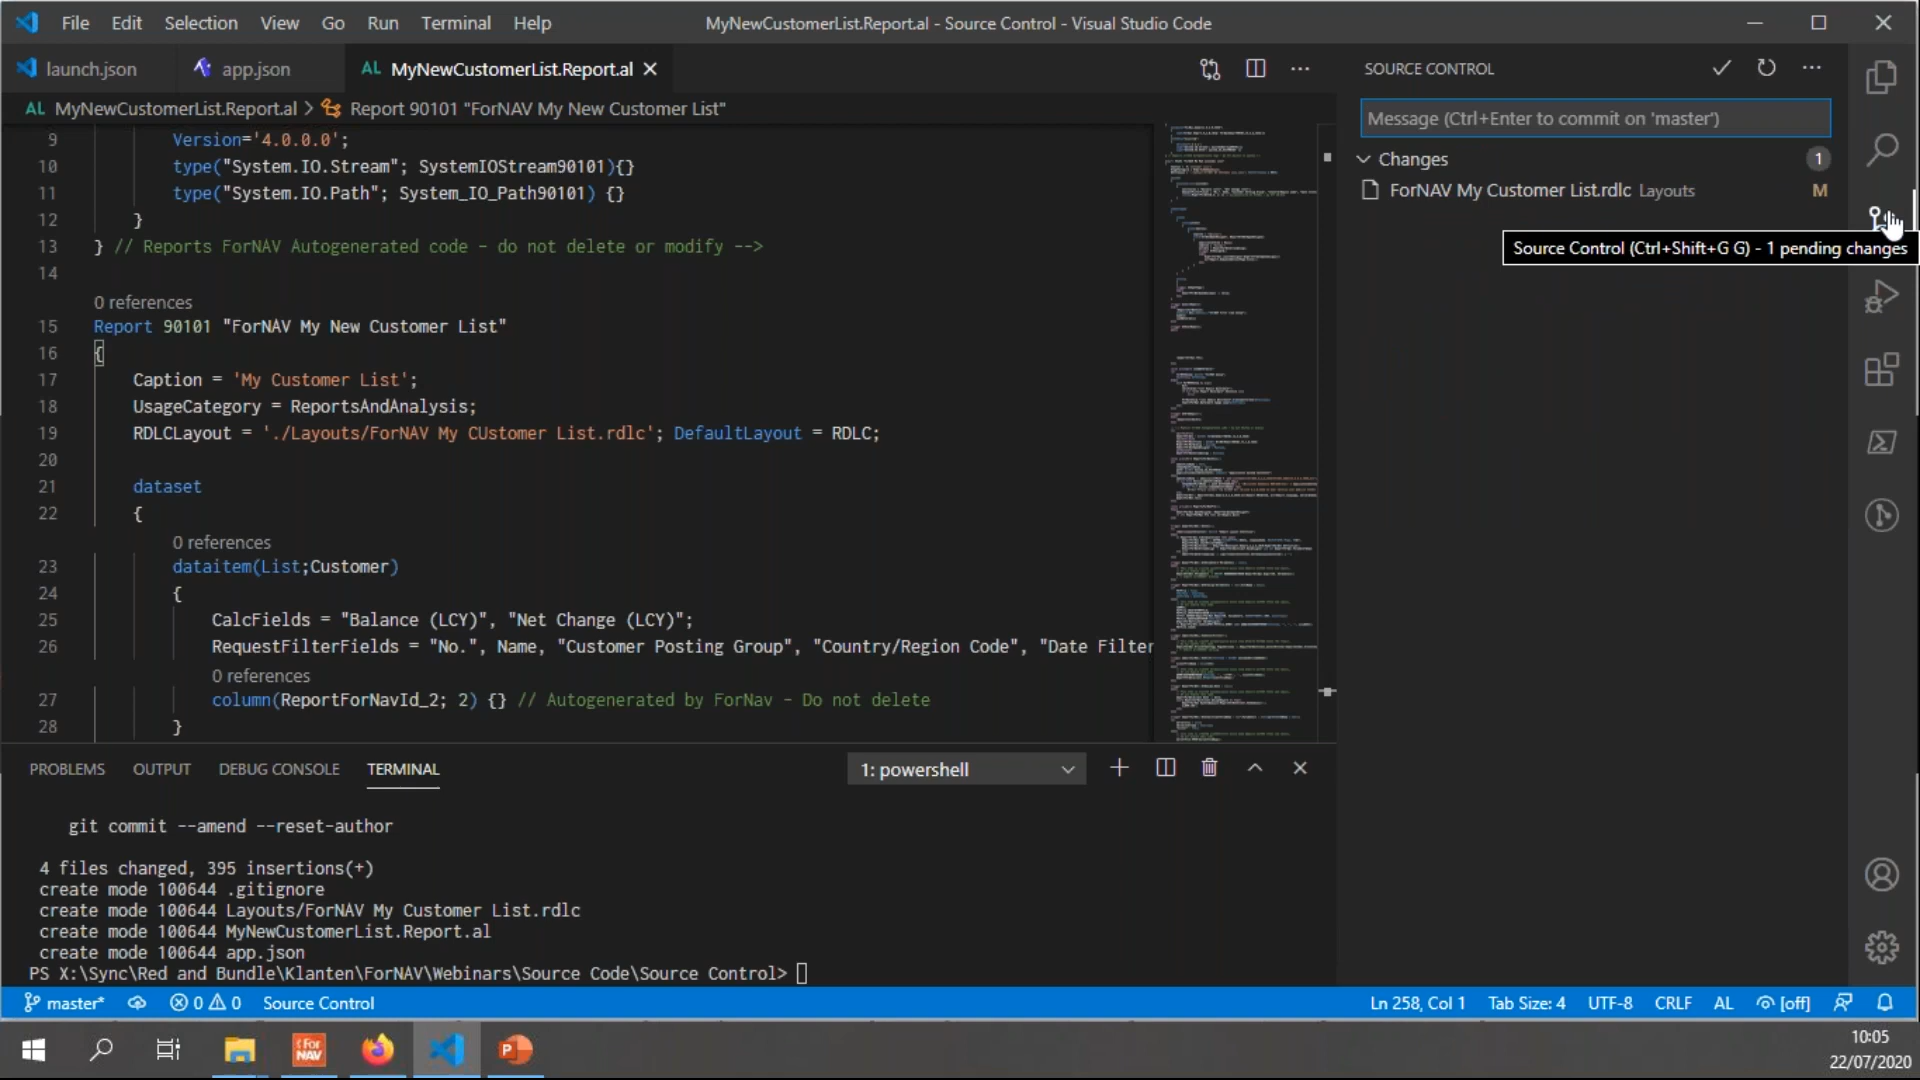 File Edit Selection View Go Run Terminal Help MyNewCustomerList.Report.al - Source Control - Visual Studio Code
launch.json app.json AL MyNewCustomerList.Report.al
AL MyNewCustomerList.Report.al > Report 90101 "ForNAV My New Customer List"
9 Version='4.0.0.0';
10 type("System.IO.Stream"; SystemIOStream90101){}
11 type("System.IO.Path"; System_IO_Path90101) {}
12 }
13 } // Reports ForNAV Autogenerated code - do not delete or modify -->
14
0 references
15 Report 90101 "ForNAV My New Customer List"
16 {
17 Caption = 'My Customer List';
18 UsageCategory = ReportsAndAnalysis;
19 RDLCLayout = './Layouts/ForNAV My CUstomer List.rdlc'; DefaultLayout = RDLC;
20
21 dataset
22 {
0 references
23 dataitem(List;Customer)
24 {
25 CalcFields = "Balance (LCY)", "Net Change (LCY)";
26 RequestFilterFields = "No.", Name, "Customer Posting Group", "Country/Region Code", "Date Filter
0 references
27 column(ReportForNavId_2; 2) {} // Autogenerated by ForNav - Do not delete
28 }
SOURCE CONTROL
Message (Ctrl+Enter to commit on 'master')
Changes 1
ForNAV My Customer List.rdlc Layouts M
Source Control (Ctrl+Shift+G G) - 1 pending changes
PROBLEMS OUTPUT DEBUG CONSOLE TERMINAL 1: powershell
git commit --amend --reset-author
4 files changed, 395 insertions(+)
create mode 100644 .gitignore
create mode 100644 Layouts/ForNAV My Customer List.rdlc
create mode 100644 MyNewCustomerList.Report.al
create mode 100644 app.json
PS X:\Sync\Red and Bundle\Klanten\ForNAV\Webinars\Source Code\Source Control>
master* 0 0 Source Control Ln 258, Col 1 Tab Size: 4 UTF-8 CRLF AL [off]
For NAV P
10:05
22/07/2020